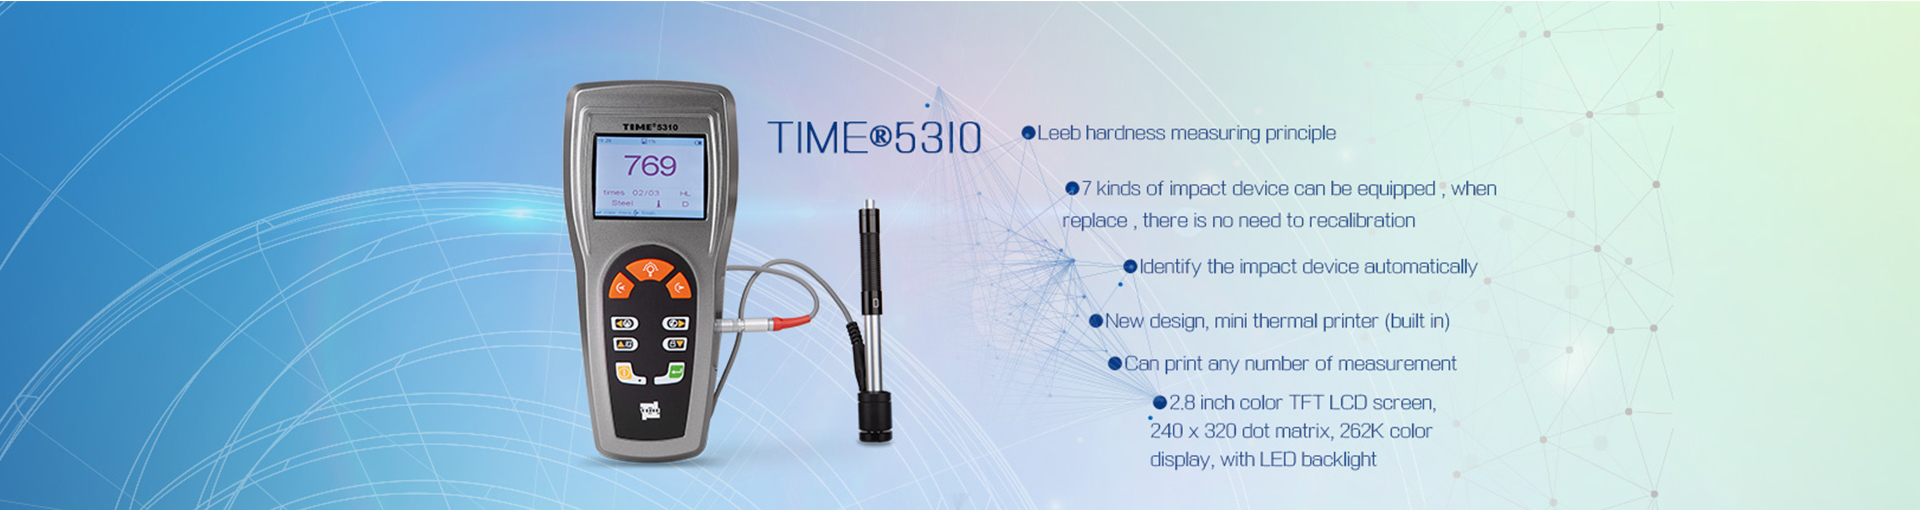 TIME®5310
769
times 02/03 HL
Steel D
TIME®5310
D
Leeb hardness measuring principle
7 kinds of impact device can be equipped , when
replace , there is no need to recalibration
Identify the impact device automatically
New design, mini thermal printer (built in)
Can print any number of measurement
2.8 inch color TFT LCD screen,
240 x 320 dot matrix, 262K color
display, with LED backlight